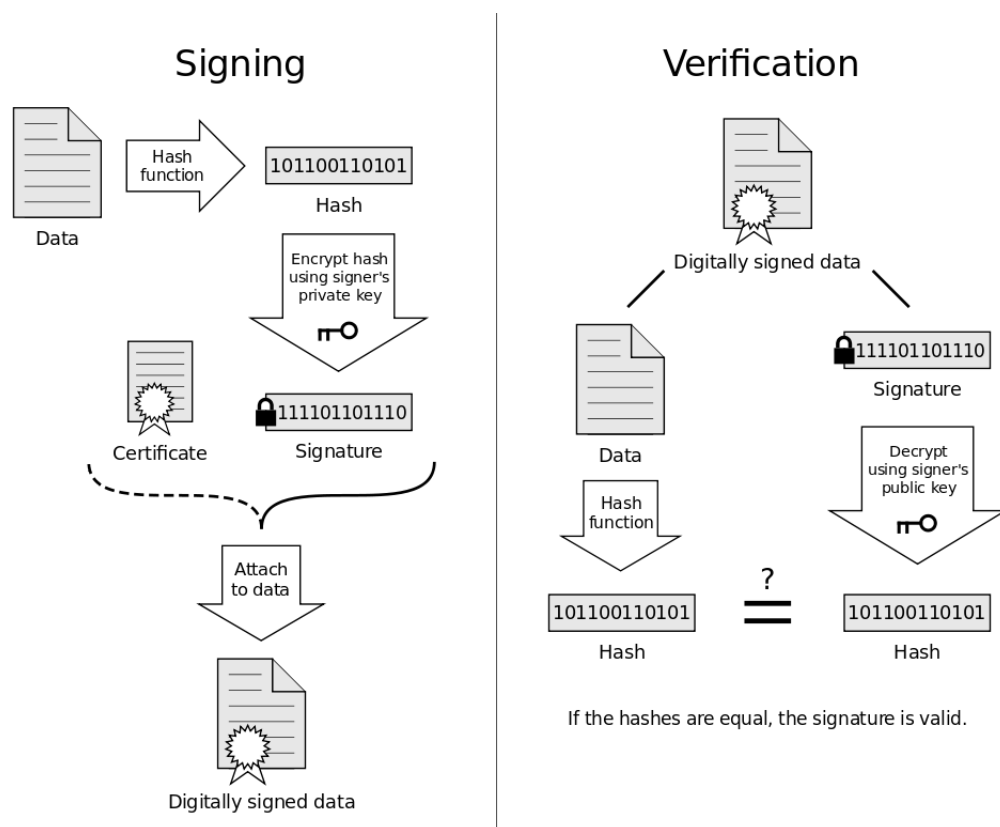 Signing
Data
Hash
function
101100110101
Hash
Encrypt hash
using signer's
private key
Certificate
111101101110
Signature
Attach
to data
Digitally signed data
Verification
Digitally signed data
Data
111101101110
Signature
Hash
function
Decrypt
using signer's
public key
101100110101
Hash
?
=
101100110101
Hash
If the hashes are equal, the signature is valid.